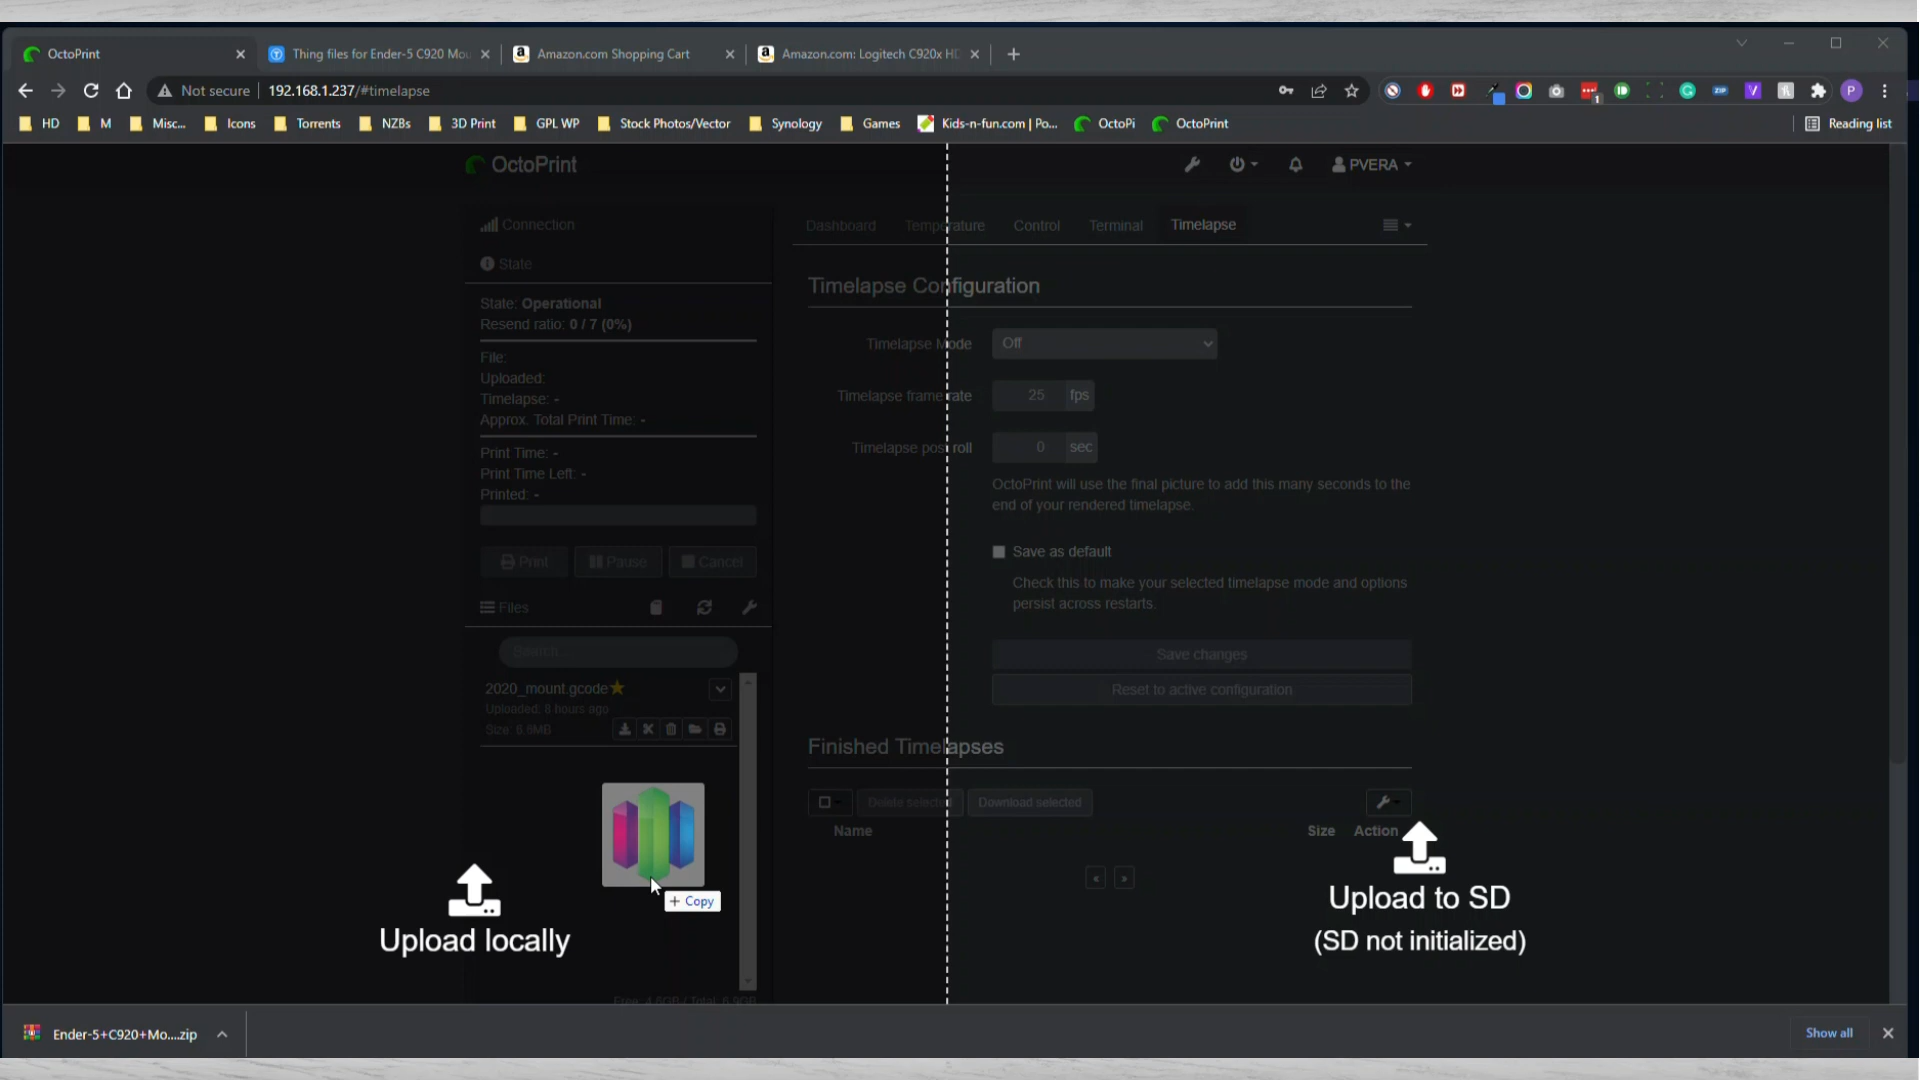 OctoPrint
Thing files for Ender-5 C920 Mou
Amazon.com Shopping Cart
Amazon.com: Logitech C920x HD
Not secure
192.168.1.237/#timelapse
HD
M
Misc...
Icons
Torrents
NZBs
3D Print
GPL WP
Stock Photos/Vector
Synology
Games
Kids-n-fun.com | Po...
OctoPi
OctoPrint
Reading list
OctoPrint
PVERA
Connection
State
State: Operational
Resend ratio: 0 / 7 (0%)
File:
Uploaded:
Timelapse: -
Approx. Total Print Time: -
Print Time: -
Print Time Left: -
Printed: -
Print
Pause
Cancel
Files
Search...
2020_mount.gcode
Uploaded: 8 hours ago
Size: 6.6MB
Free: 4.6GB / Total: 6.9GB
Dashboard
Temperature
Control
Terminal
Timelapse
Timelapse Configuration
Timelapse Mode
Off
Timelapse frame rate
25
fps
Timelapse post roll
0
sec
OctoPrint will use the final picture to add this many seconds to the
end of your rendered timelapse.
Save as default
Check this to make your selected timelapse mode and options
persist across restarts.
Save changes
Reset to active configuration
Finished Timelapses
Delete selected
Download selected
Name
Size
Action
« 
»
+ Copy
Upload locally
Upload to SD
(SD not initialized)
Ender-5+C920+Mo....zip
Show all